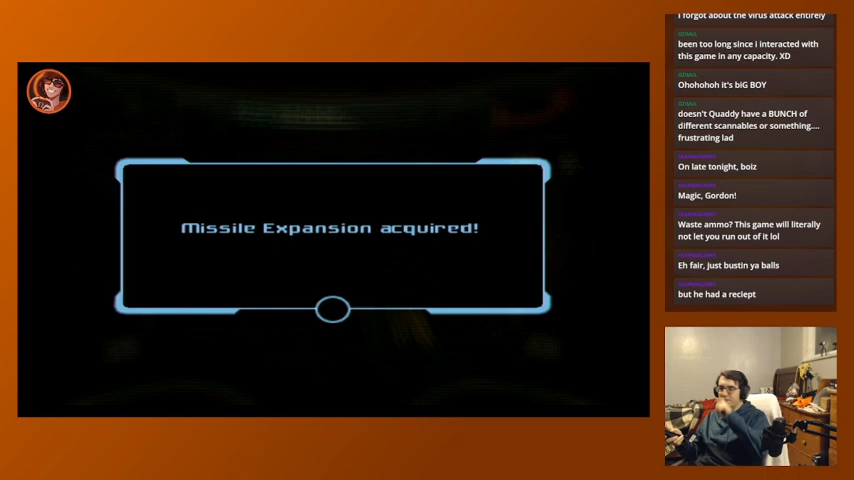 Missile Expansion acquired!
I forgot about the virus attack entirely
been too long since i interacted with
this game in any capacity. XD
Ohohohoh it's biG BOY
doesn't Quaddy have a BUNCH of
different scannables or something....
frustrating lad
On late tonight, boiz
Magic, Gordon!
Waste ammo? This game will literally
not let you run out of it lol
Eh fair, just bustin ya balls
but he had a reciept